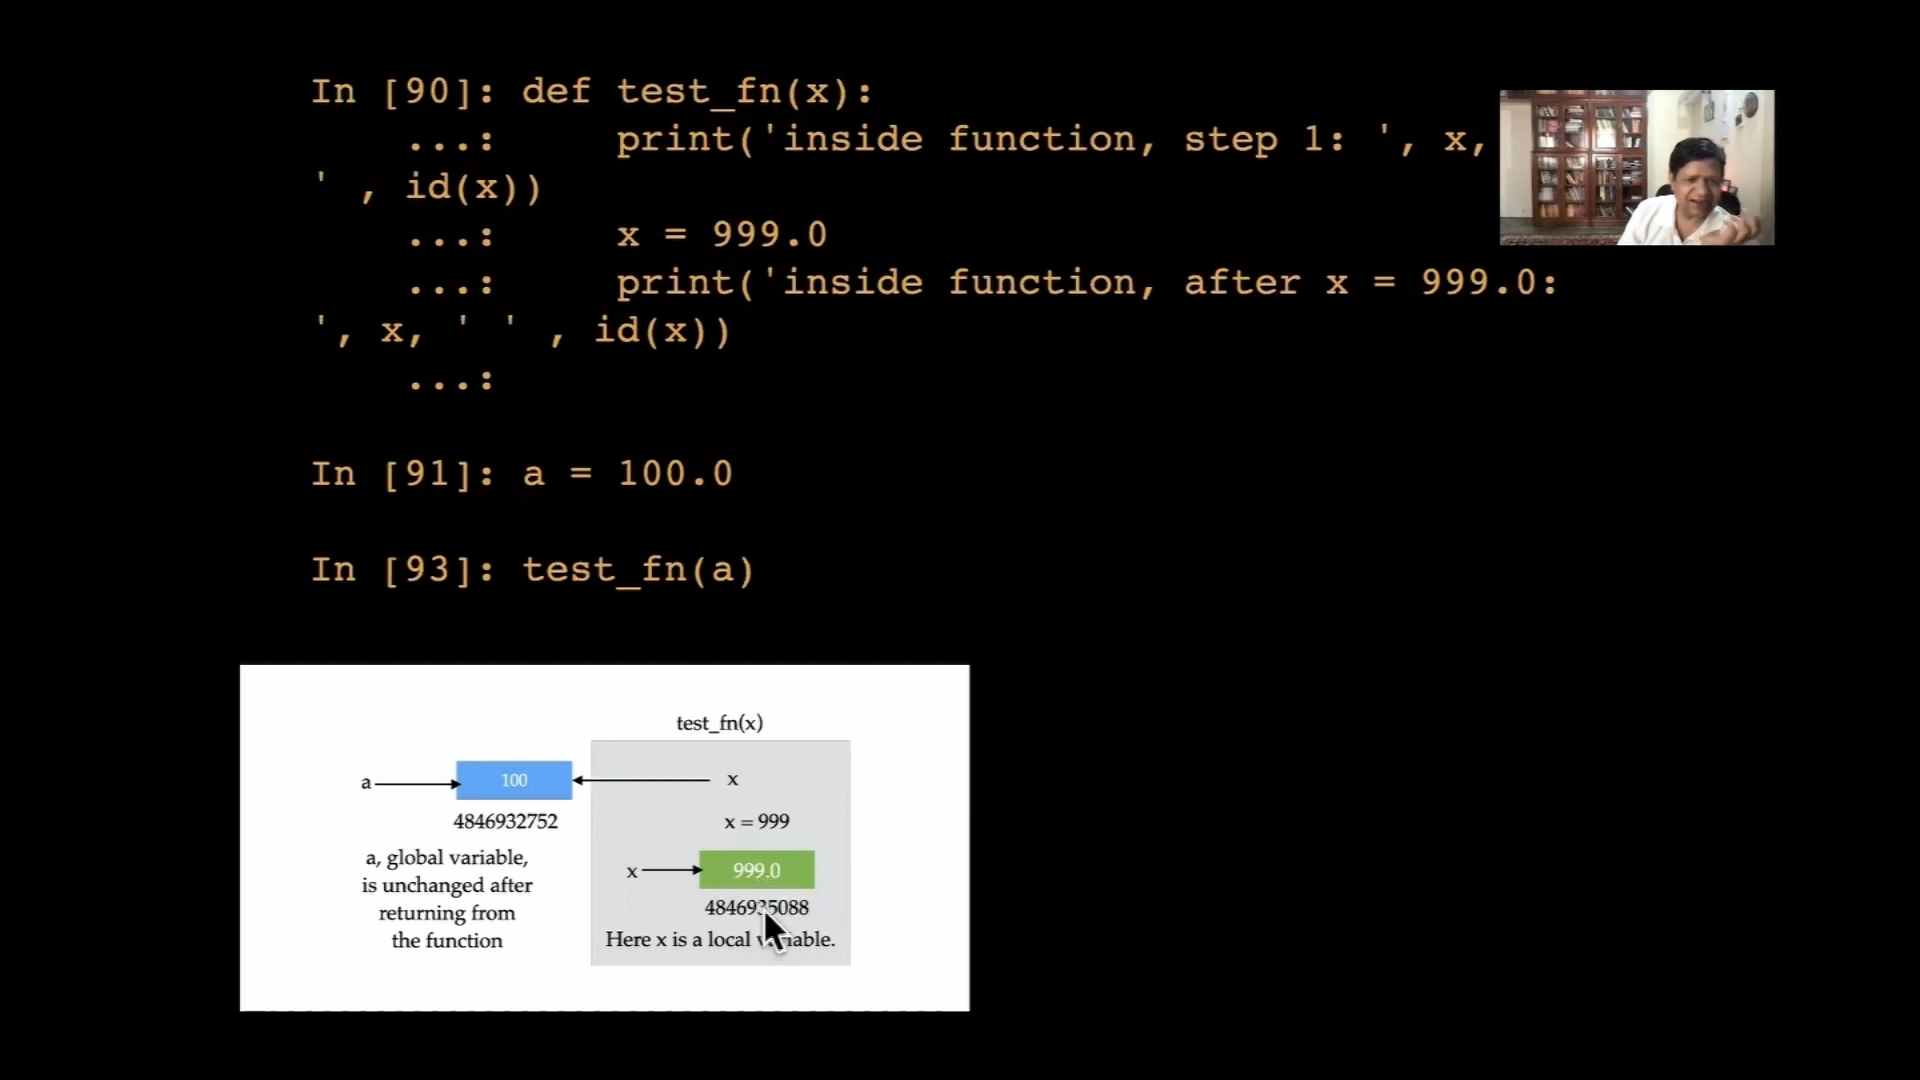 In [90]: def test_fn(x):
...: print('inside function, step 1: ', x,
' , id(x))
...: x = 999.0
...: print('inside function, after x = 999.0:
', x, ' ' , id(x))
...:
In [91]: a = 100.0
In [93]: test_fn(a)
test_fn(x)
a 100 x
4846932752 x = 999
a, global variable,
is unchanged after
returning from
the function
x 999.0
4846935088
Here x is a local variable.